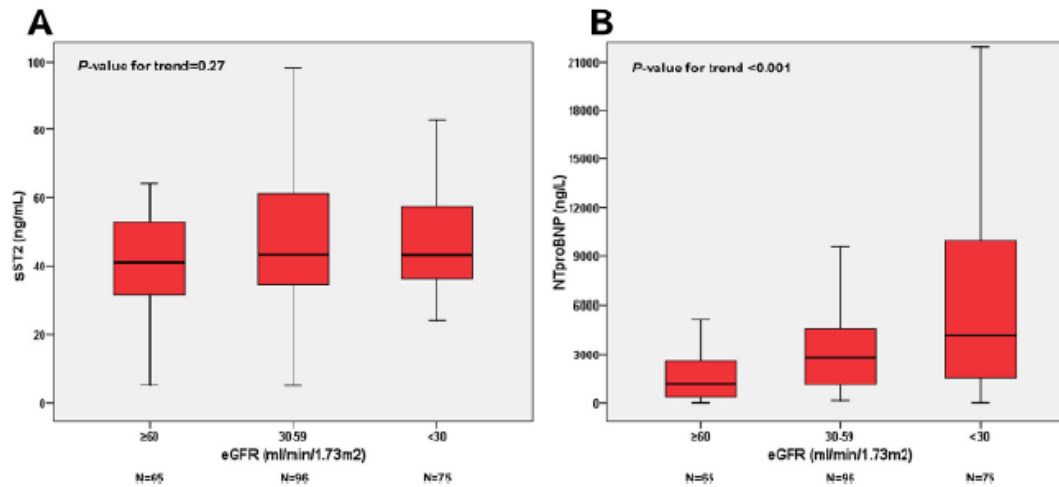 A
P-value for trend=0.27
100
80
60
40
20
0
sST2 (ng/mL)
≥60
30-59
<30
eGFR (ml/min/1.73m2)
N=65
N=96
N=75
B
P-value for trend <0.001
21000
18000
15000
12000
9000
6000
3000
0
NTproBNP (ng/L)
≥60
30-59
<30
eGFR (ml/min/1.73m2)
N=65
N=96
N=75